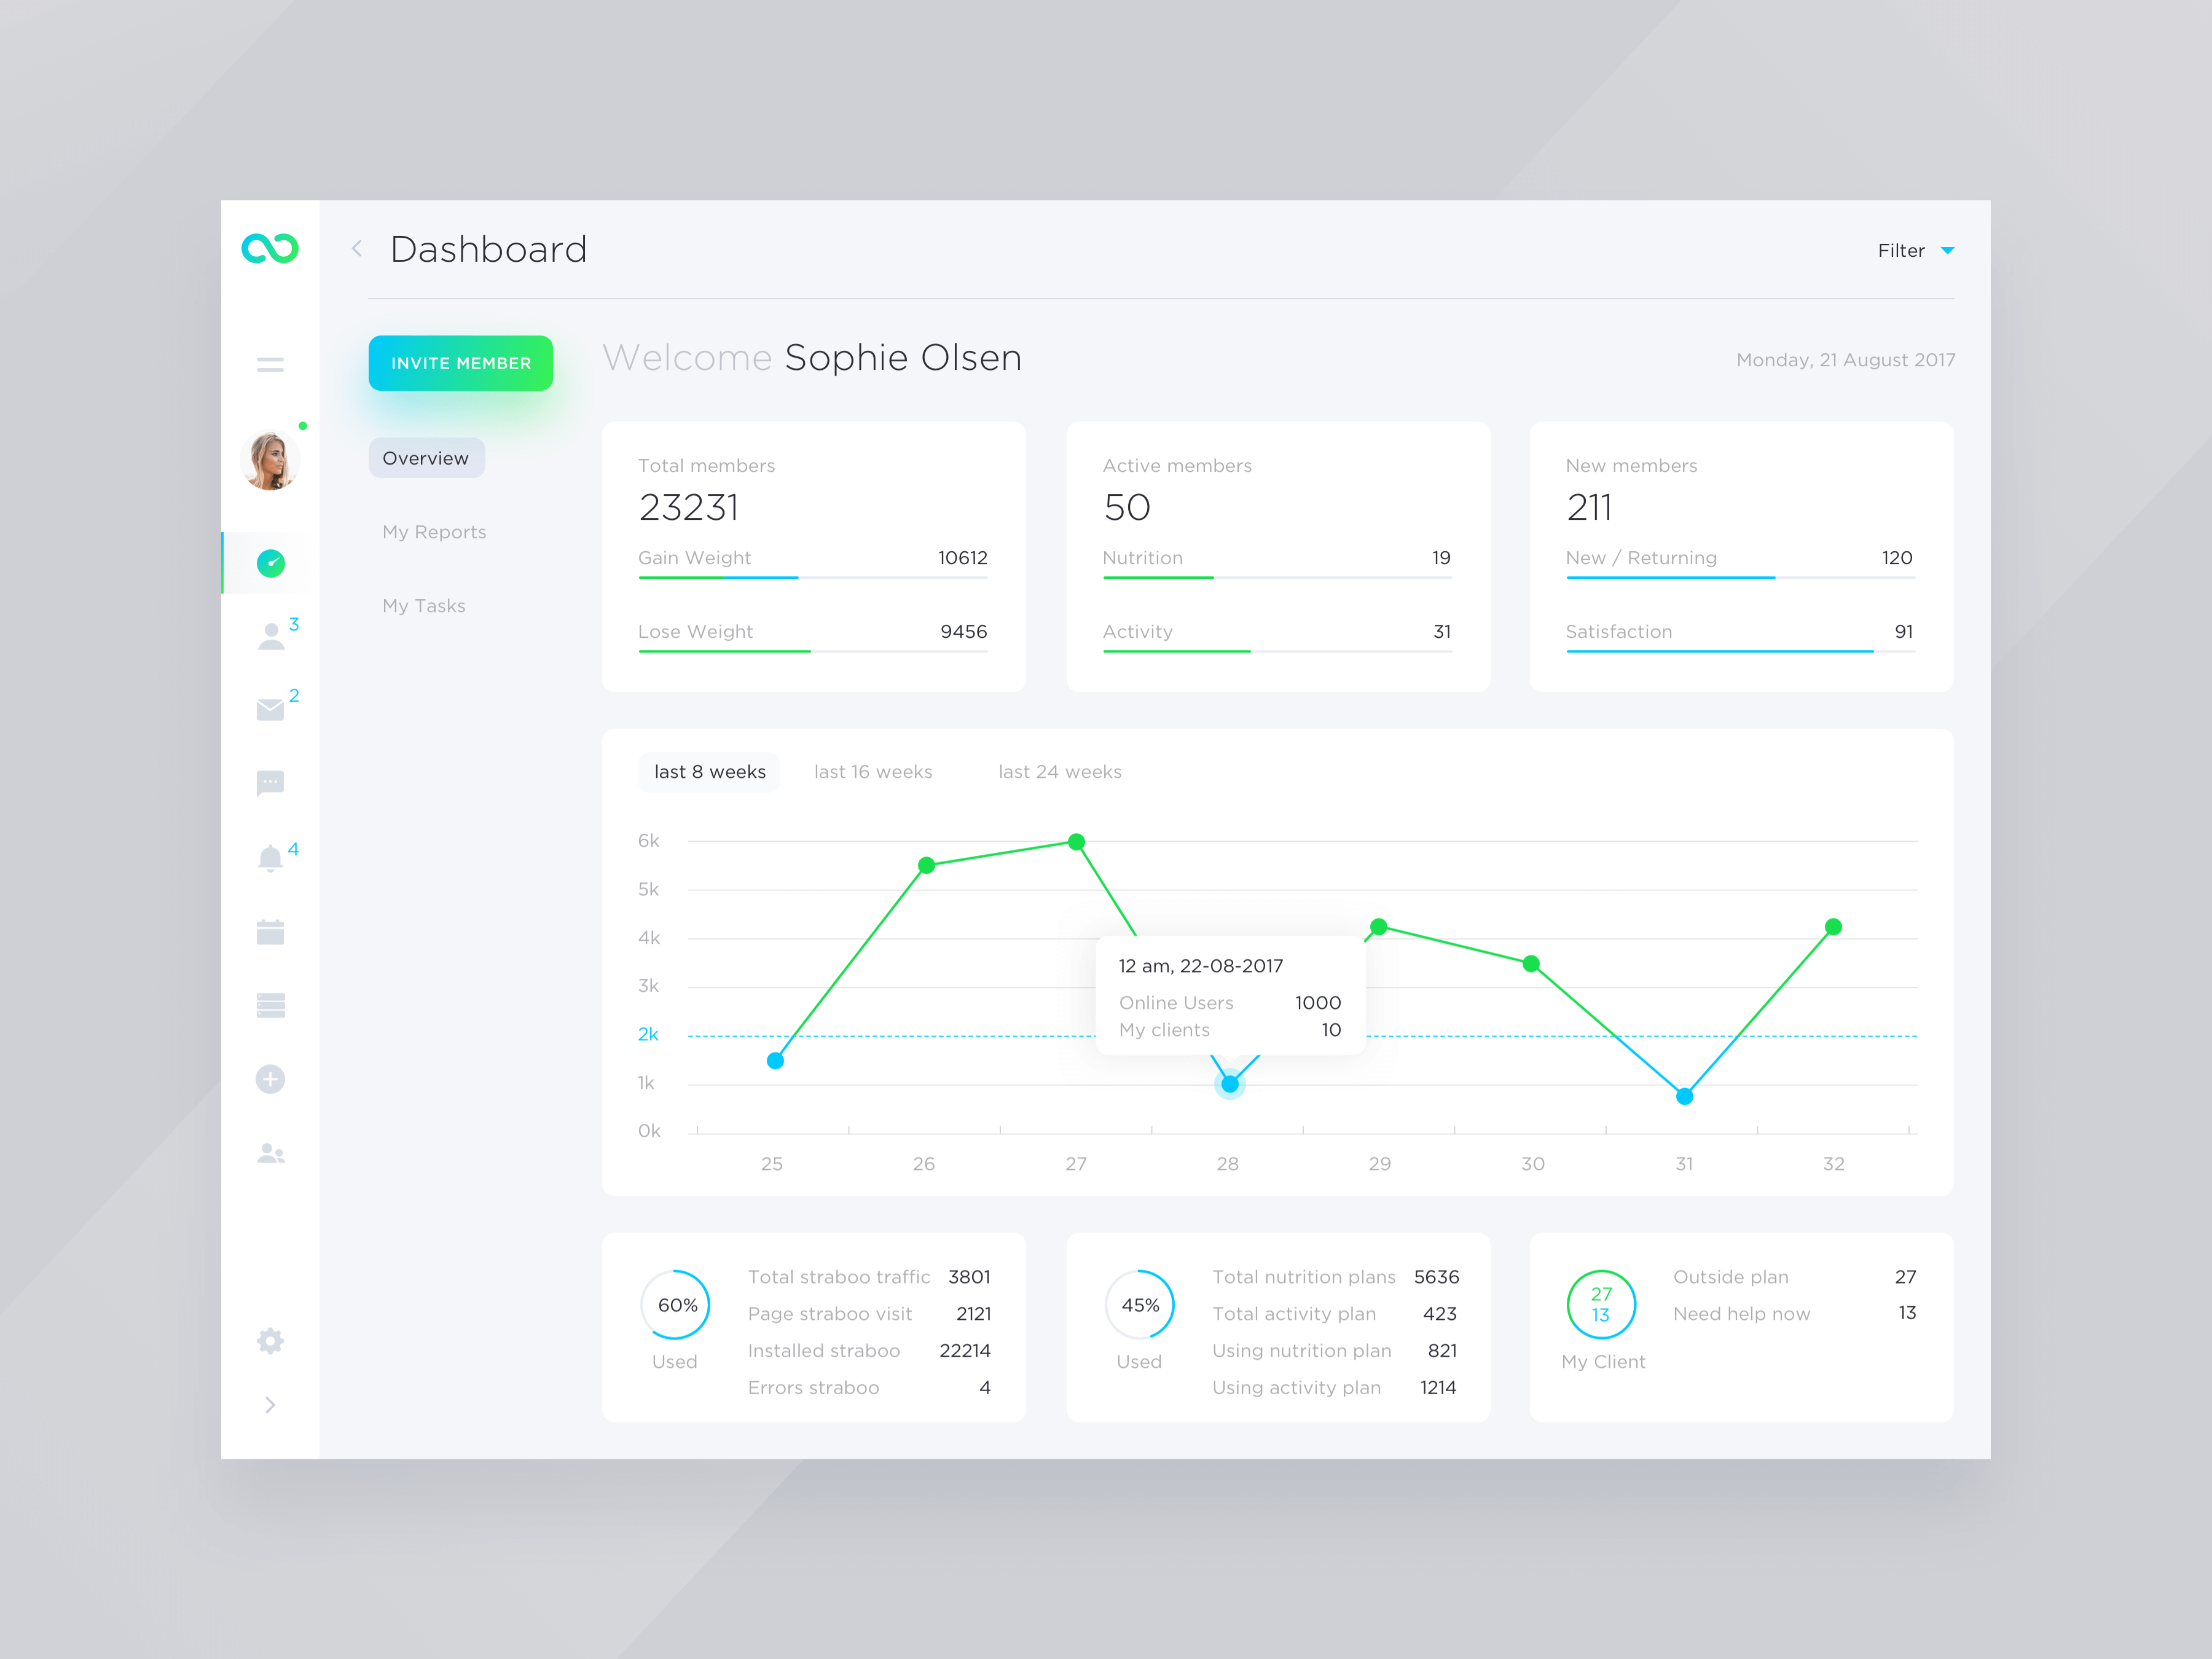 Dashboard
Filter
INVITE MEMBER
Welcome Sophie Olsen
Monday, 21 August 2017
Overview
My Reports
My Tasks
3
2
4
Total members
23231
Gain Weight 10612
Lose Weight 9456
Active members
50
Nutrition 19
Activity 31
New members
211
New / Returning 120
Satisfaction 91
last 8 weeks last 16 weeks last 24 weeks
6k
5k
4k
3k
2k
1k
0k
12 am, 22-08-2017
Online Users 1000
My clients 10
25 26 27 28 29 30 31 32
60%
Used
Total straboo traffic 3801
Page straboo visit 2121
Installed straboo 22214
Errors straboo 4
45%
Used
Total nutrition plans 5636
Total activity plan 423
Using nutrition plan 821
Using activity plan 1214
27
13
My Client
Outside plan 27
Need help now 13